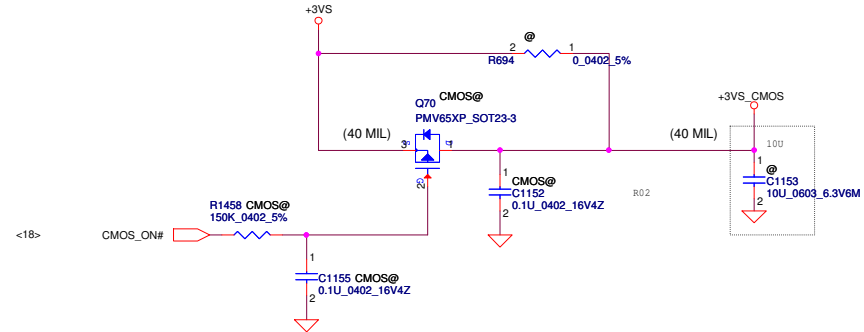 +3VS
@
2
1
R694
0_0402_5%
Q70 CMOS@
PMV65XP_SOT23-3
+3VS_CMOS
(40 MIL)
3
S
D
1
(40 MIL)
10U
G
2
1
CMOS@
C1152
0.1U_0402_16V4Z
2
R02
1
@
C1153
10U_0603_6.3V6M
2
R1458 CMOS@
150K_0402_5%
<18>
CMOS_ON#
1
C1155 CMOS@
0.1U_0402_16V4Z
2